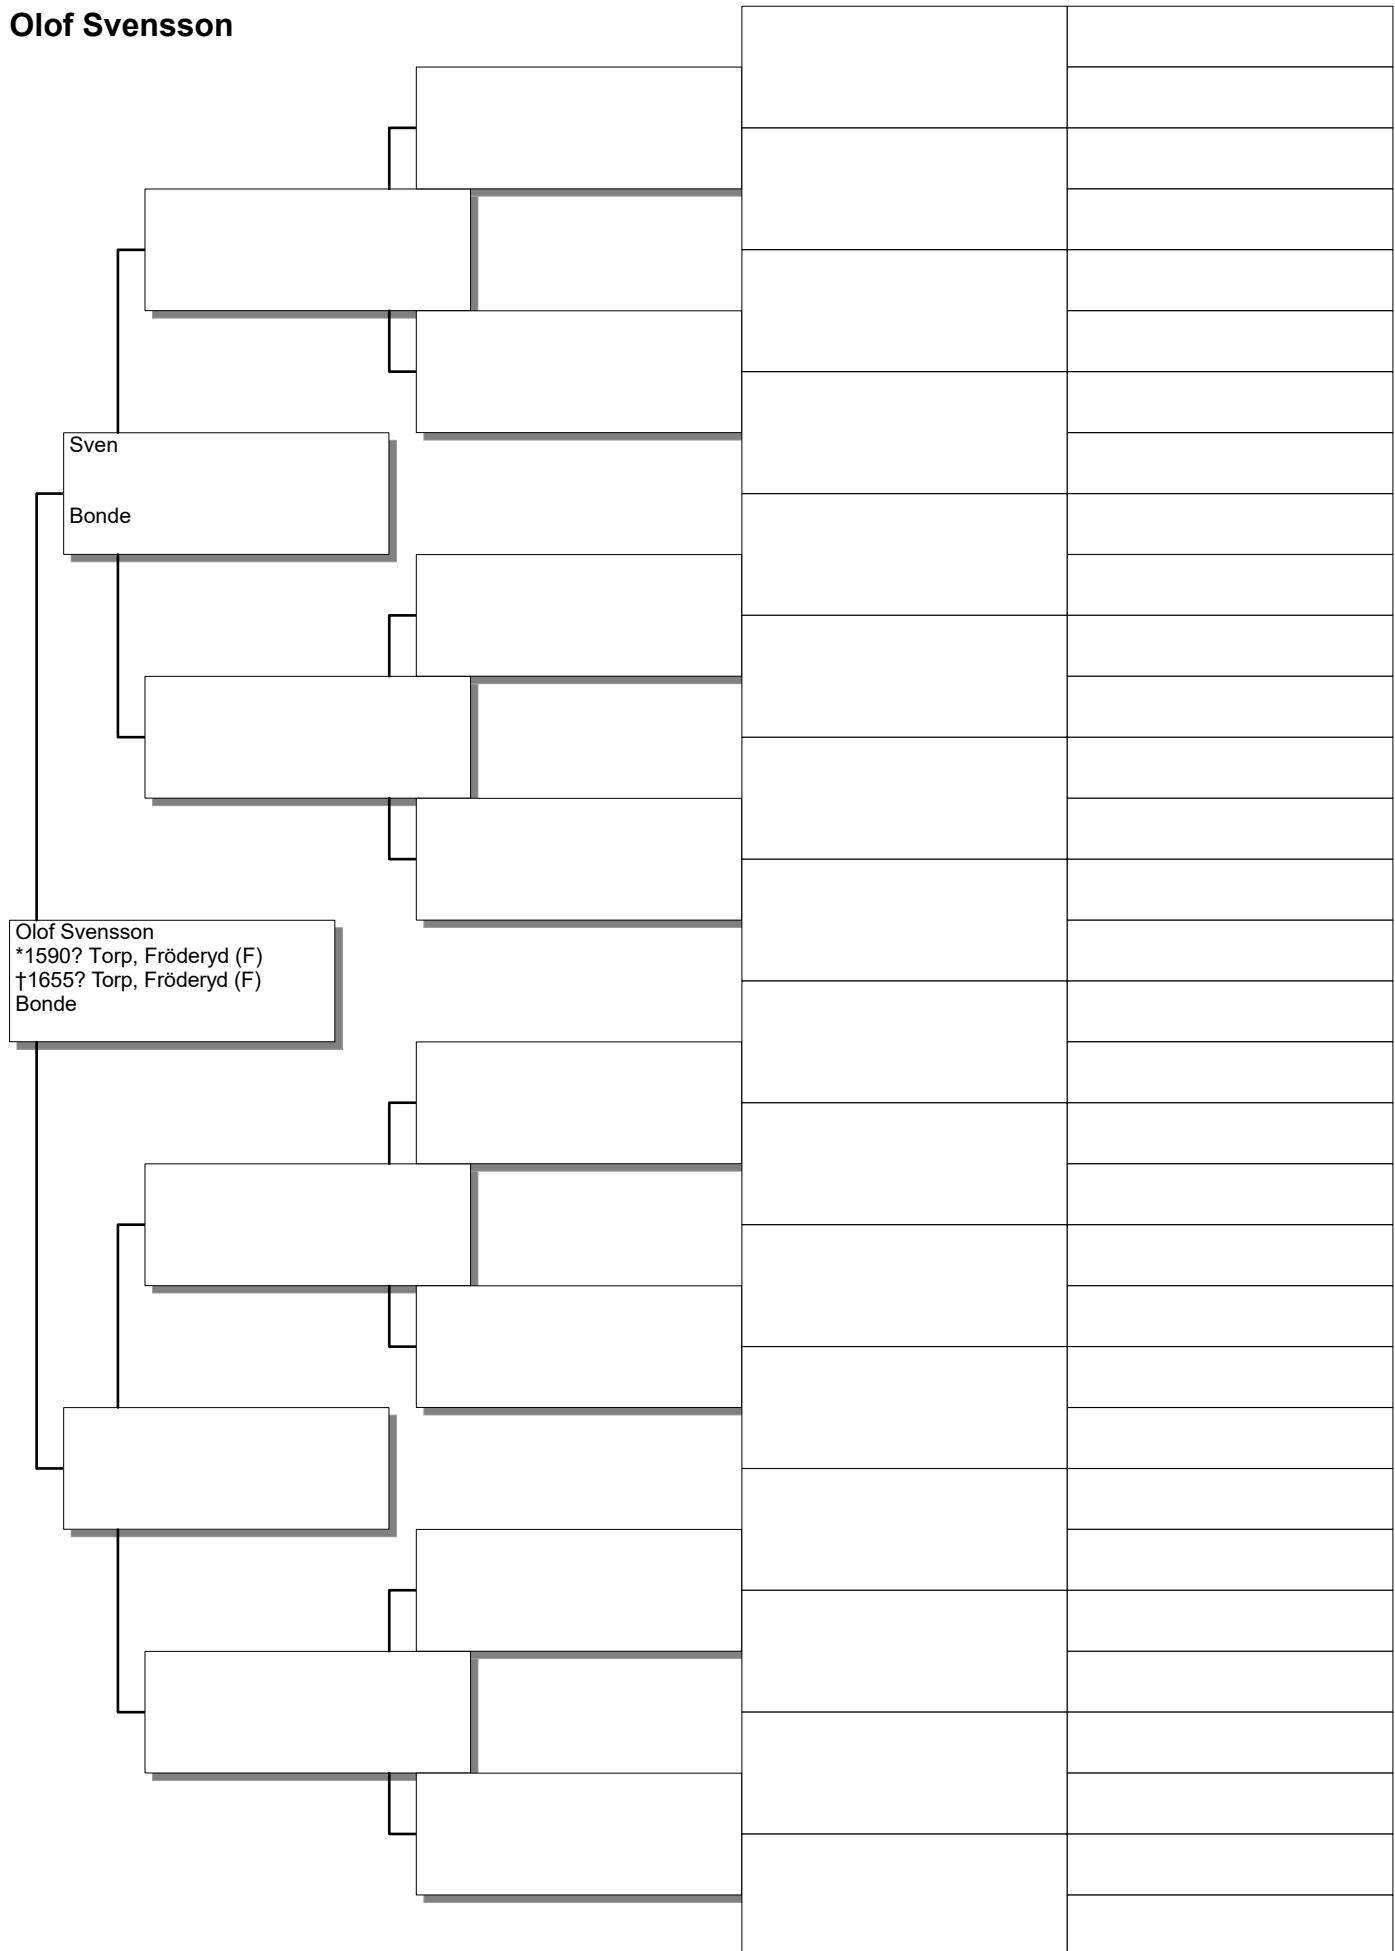 Olof Svensson
Sven
Bonde
Olof Svensson
*1590? Torp, Fröderyd (F)
†1655? Torp, Fröderyd (F)
Bonde